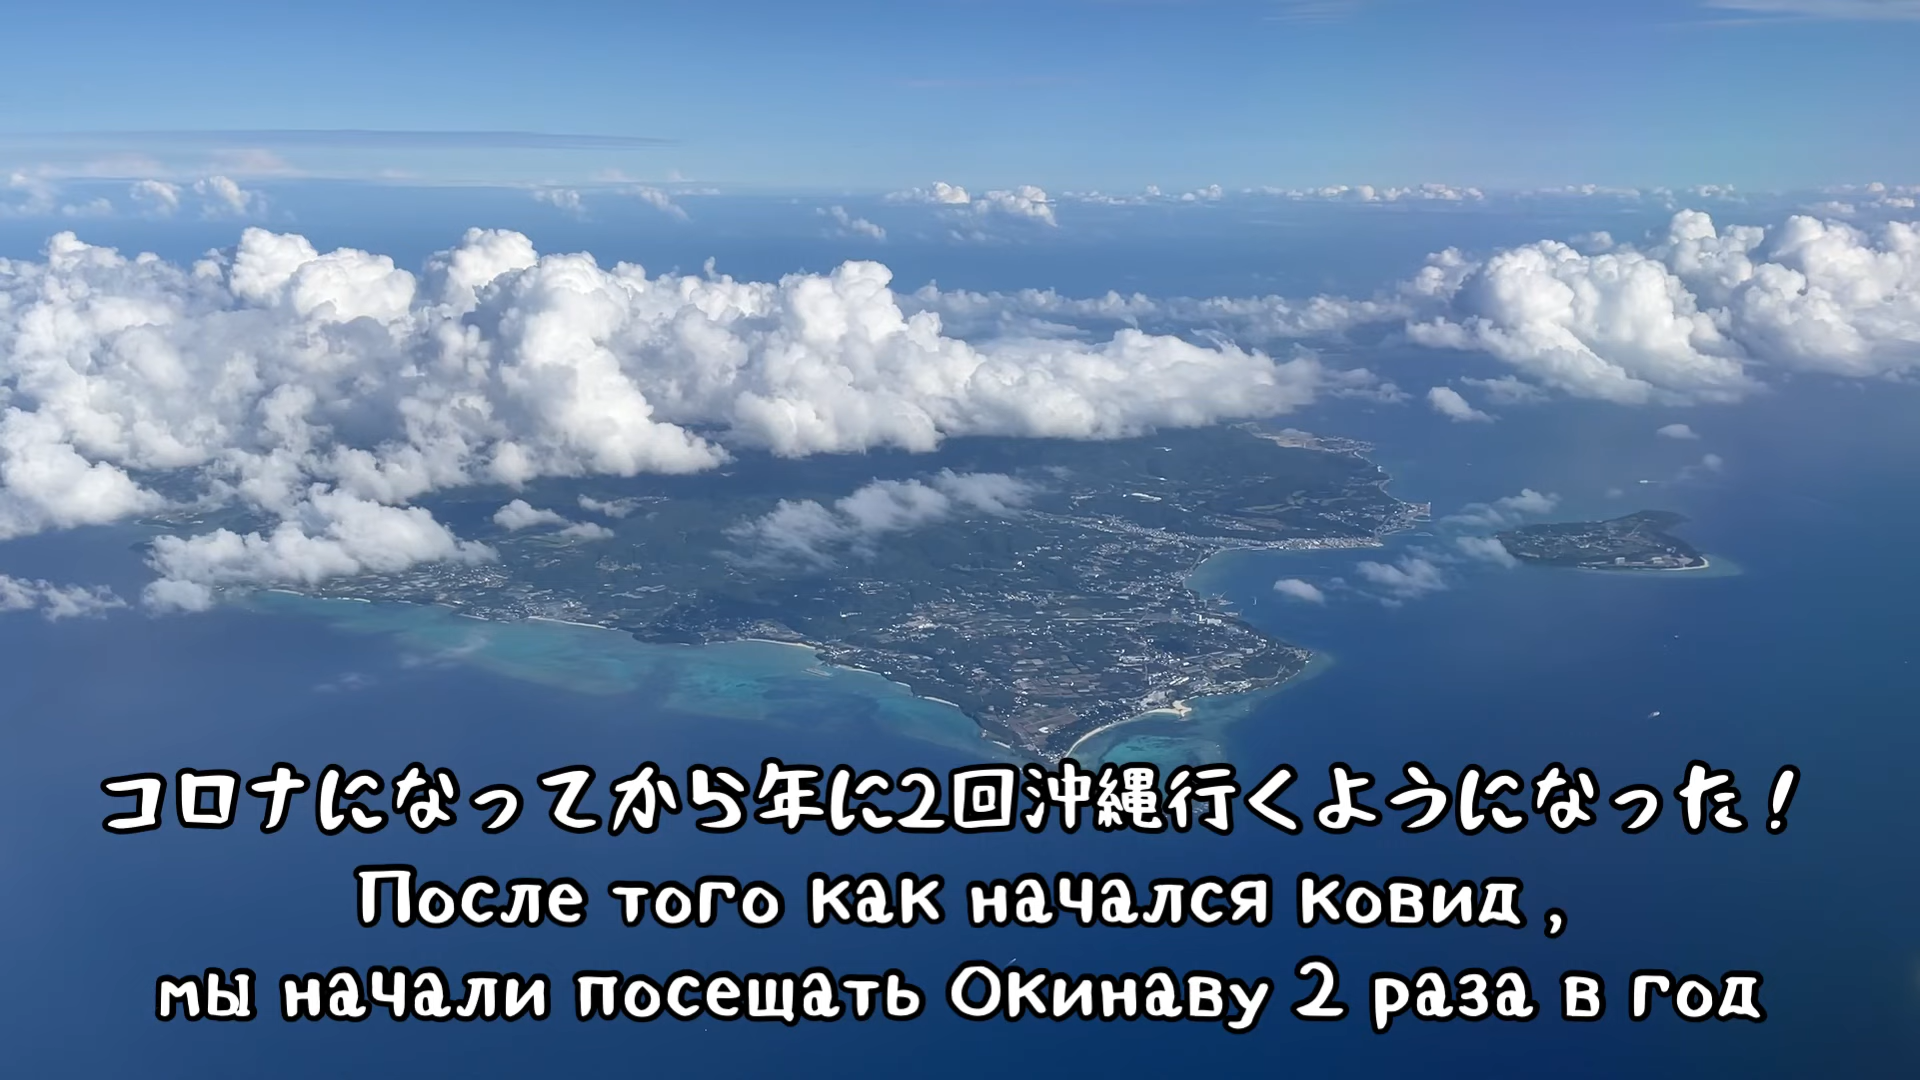 コロナになってから年に2回沖縄行くようになった！
После того как начался ковид ,
мы начали посещать Окинаву 2 раза в год